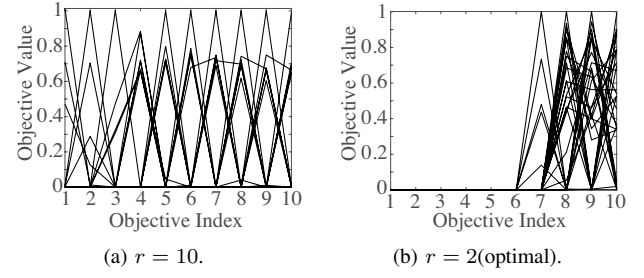 1
0.8
0.6
0.4
0.2
0
Objective Value
1 2 3 4 5 6 7 8 9 10
Objective Index
(a) r = 10.
1
0.8
0.6
0.4
0.2
0
Objective Value
1 2 3 4 5 6 7 8 9 10
Objective Index
(b) r = 2(optimal).